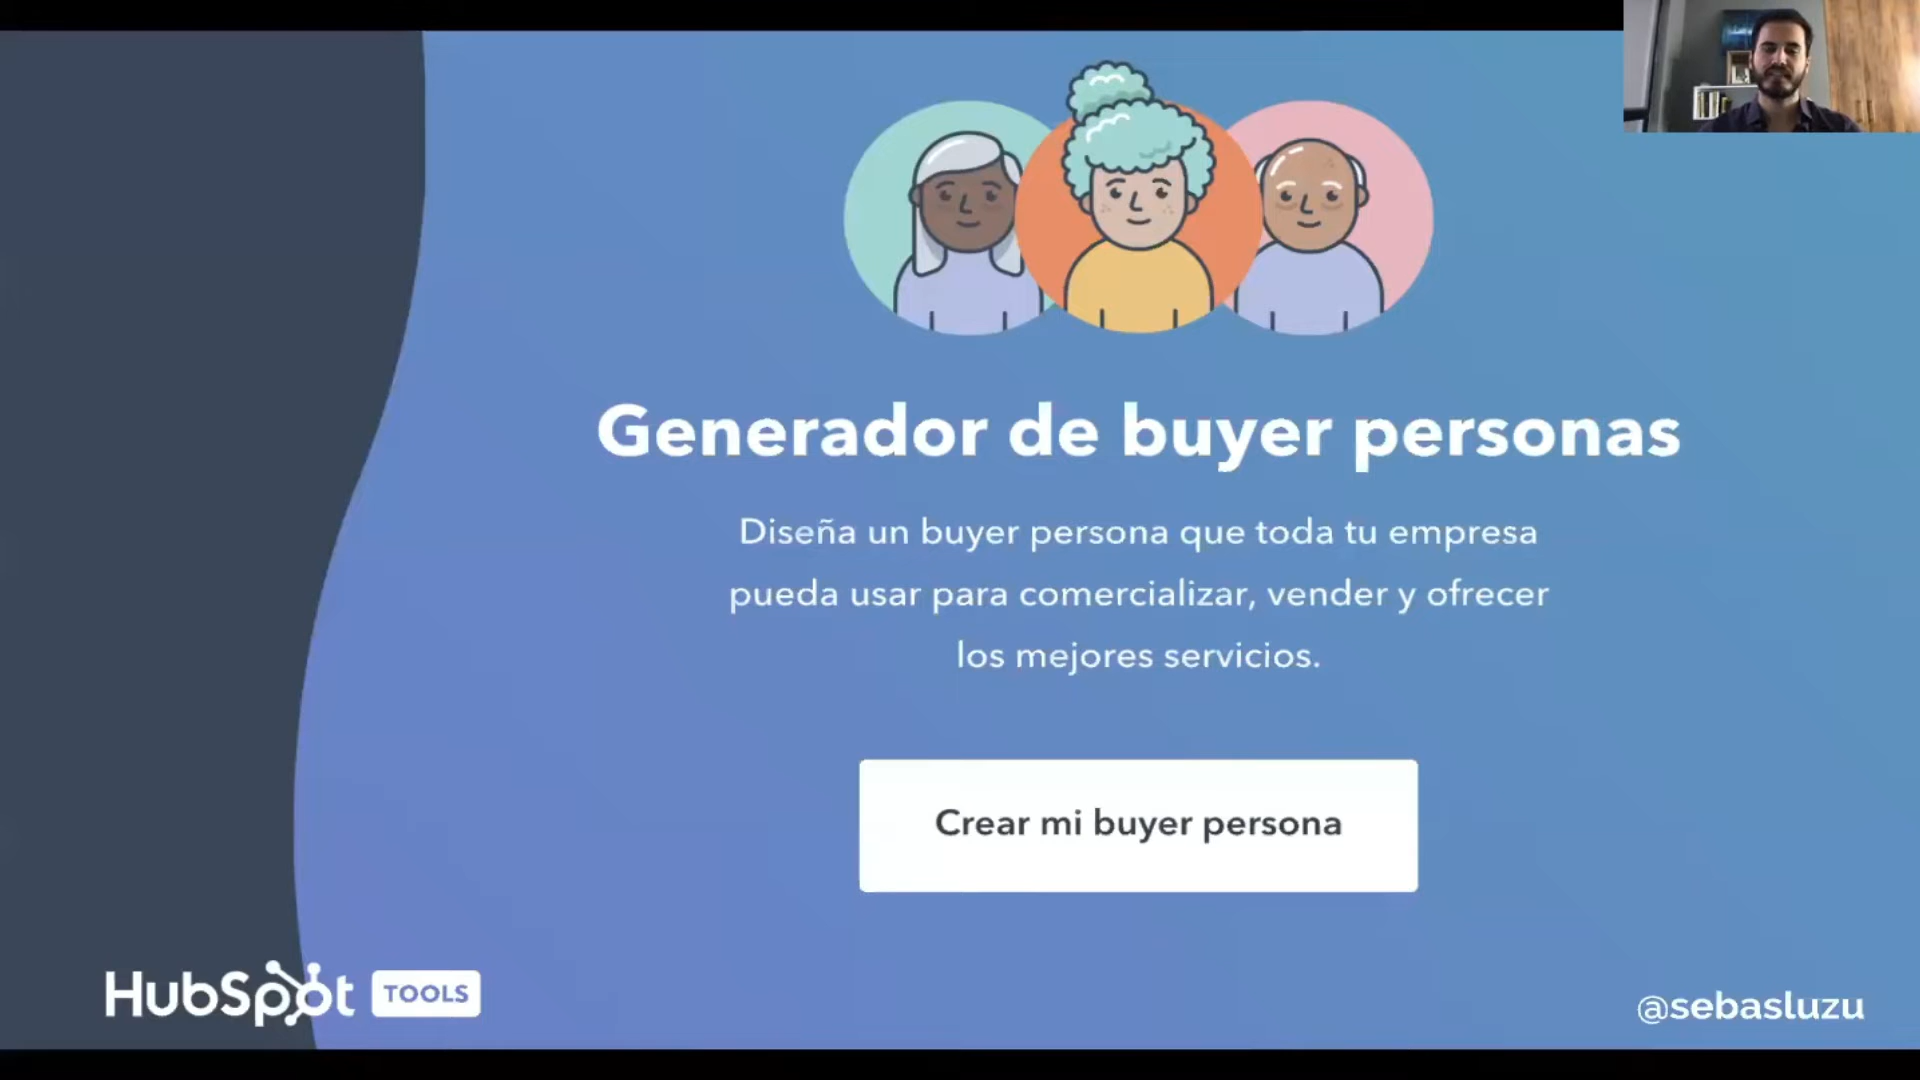 Generador de buyer personas
Diseña un buyer persona que toda tu empresa
pueda usar para comercializar, vender y ofrecer
los mejores servicios.
Crear mi buyer persona
HubSpot TOOLS
@sebasluzu